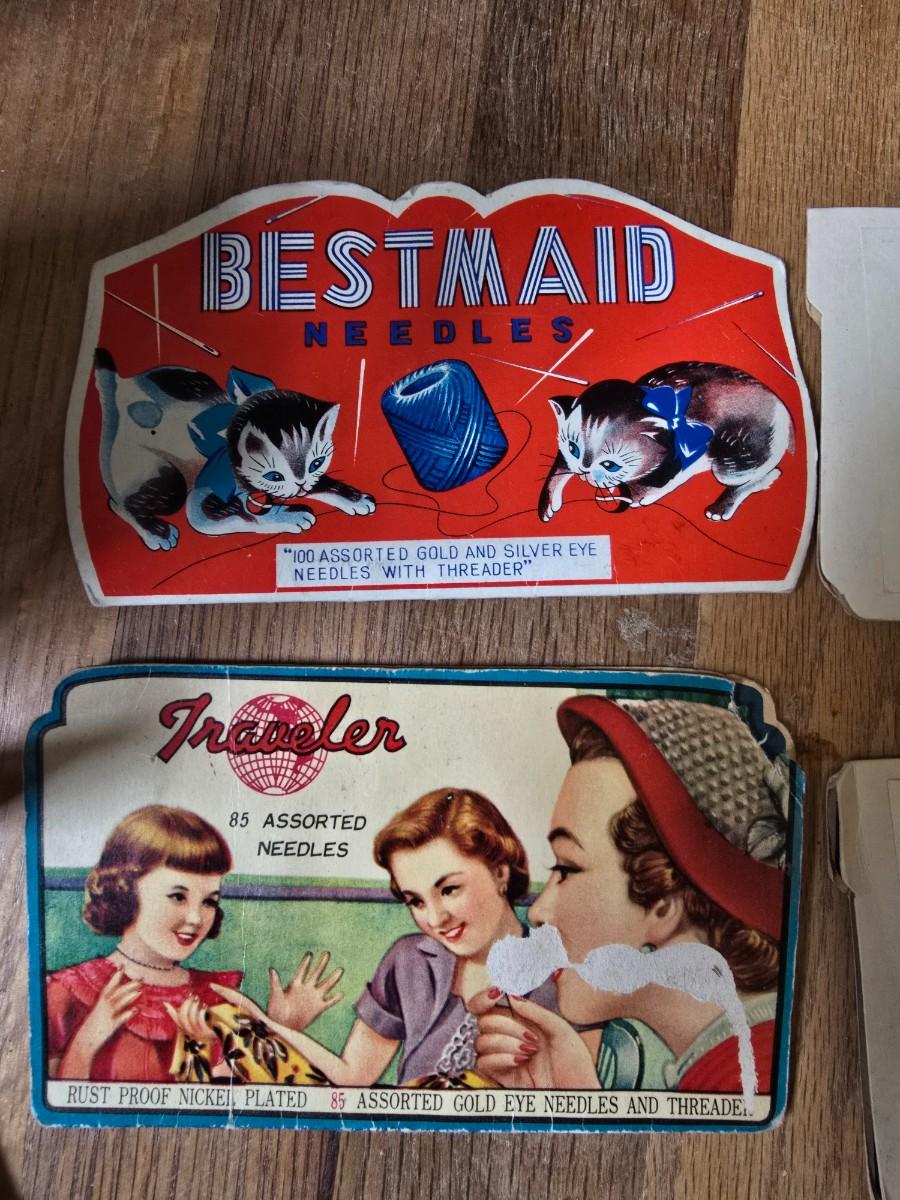 BESTMAID
NEEDLES
"100 ASSORTED GOLD AND SILVER EYE
NEEDLES WITH THREADER"
Traveler
85 ASSORTED
NEEDLES
RUST PROOF NICKEL PLATED 85 ASSORTED GOLD EYE NEEDLES AND THREADER.